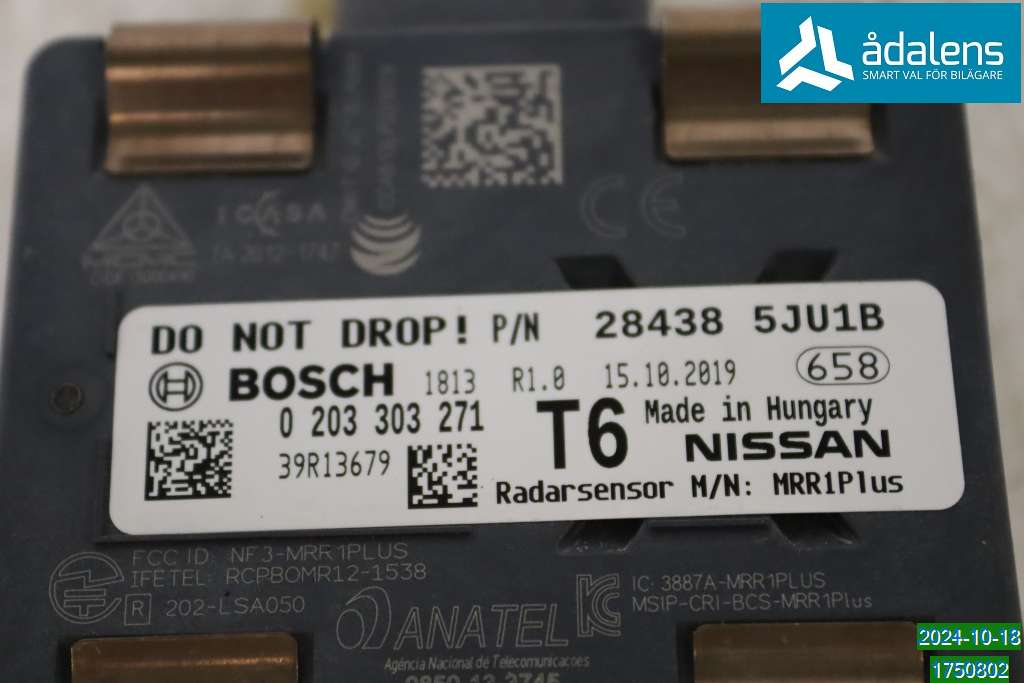 ådalens
SMART VAL FÖR BILÄGARE
ICASA
TA-2012-1747
DO NOT DROP! P/N 28438 5JU1B
BOSCH 1813 R1.0 15.10.2019 658
0 203 303 271 T6 Made in Hungary
39R13679 NISSAN
Radarsensor M/N: MRR1Plus
FCC ID: NF3-MRR1PLUS
IFETEL: RCPBOMR12-1538
R 202-LSA050
IC: 3887A-MRR1PLUS
MSIP-CRI-BCS-MRR1Plus
ANATEL
Agência Nacional de Telecomunicações
2024-10-18
1750802